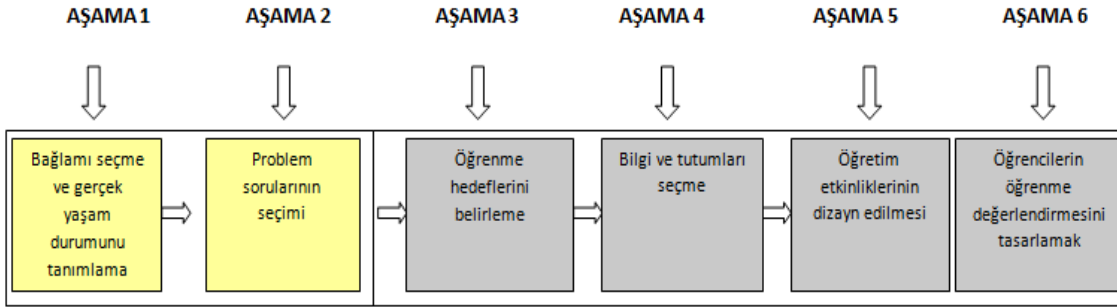 AŞAMA 1
AŞAMA 2
AŞAMA 3
AŞAMA 4
AŞAMA 5
AŞAMA 6
Bağlamı seçme
ve gerçek
yaşam
durumunu
tanımlama
Problem
sorularının
seçimi
Öğrenme
hedeflerini
belirleme
Bilgi ve tutumları
seçme
Öğretim
etkinliklerinin
dizayn edilmesi
Öğrencilerin
öğrenme
değerlendirmesini
tasarlamak